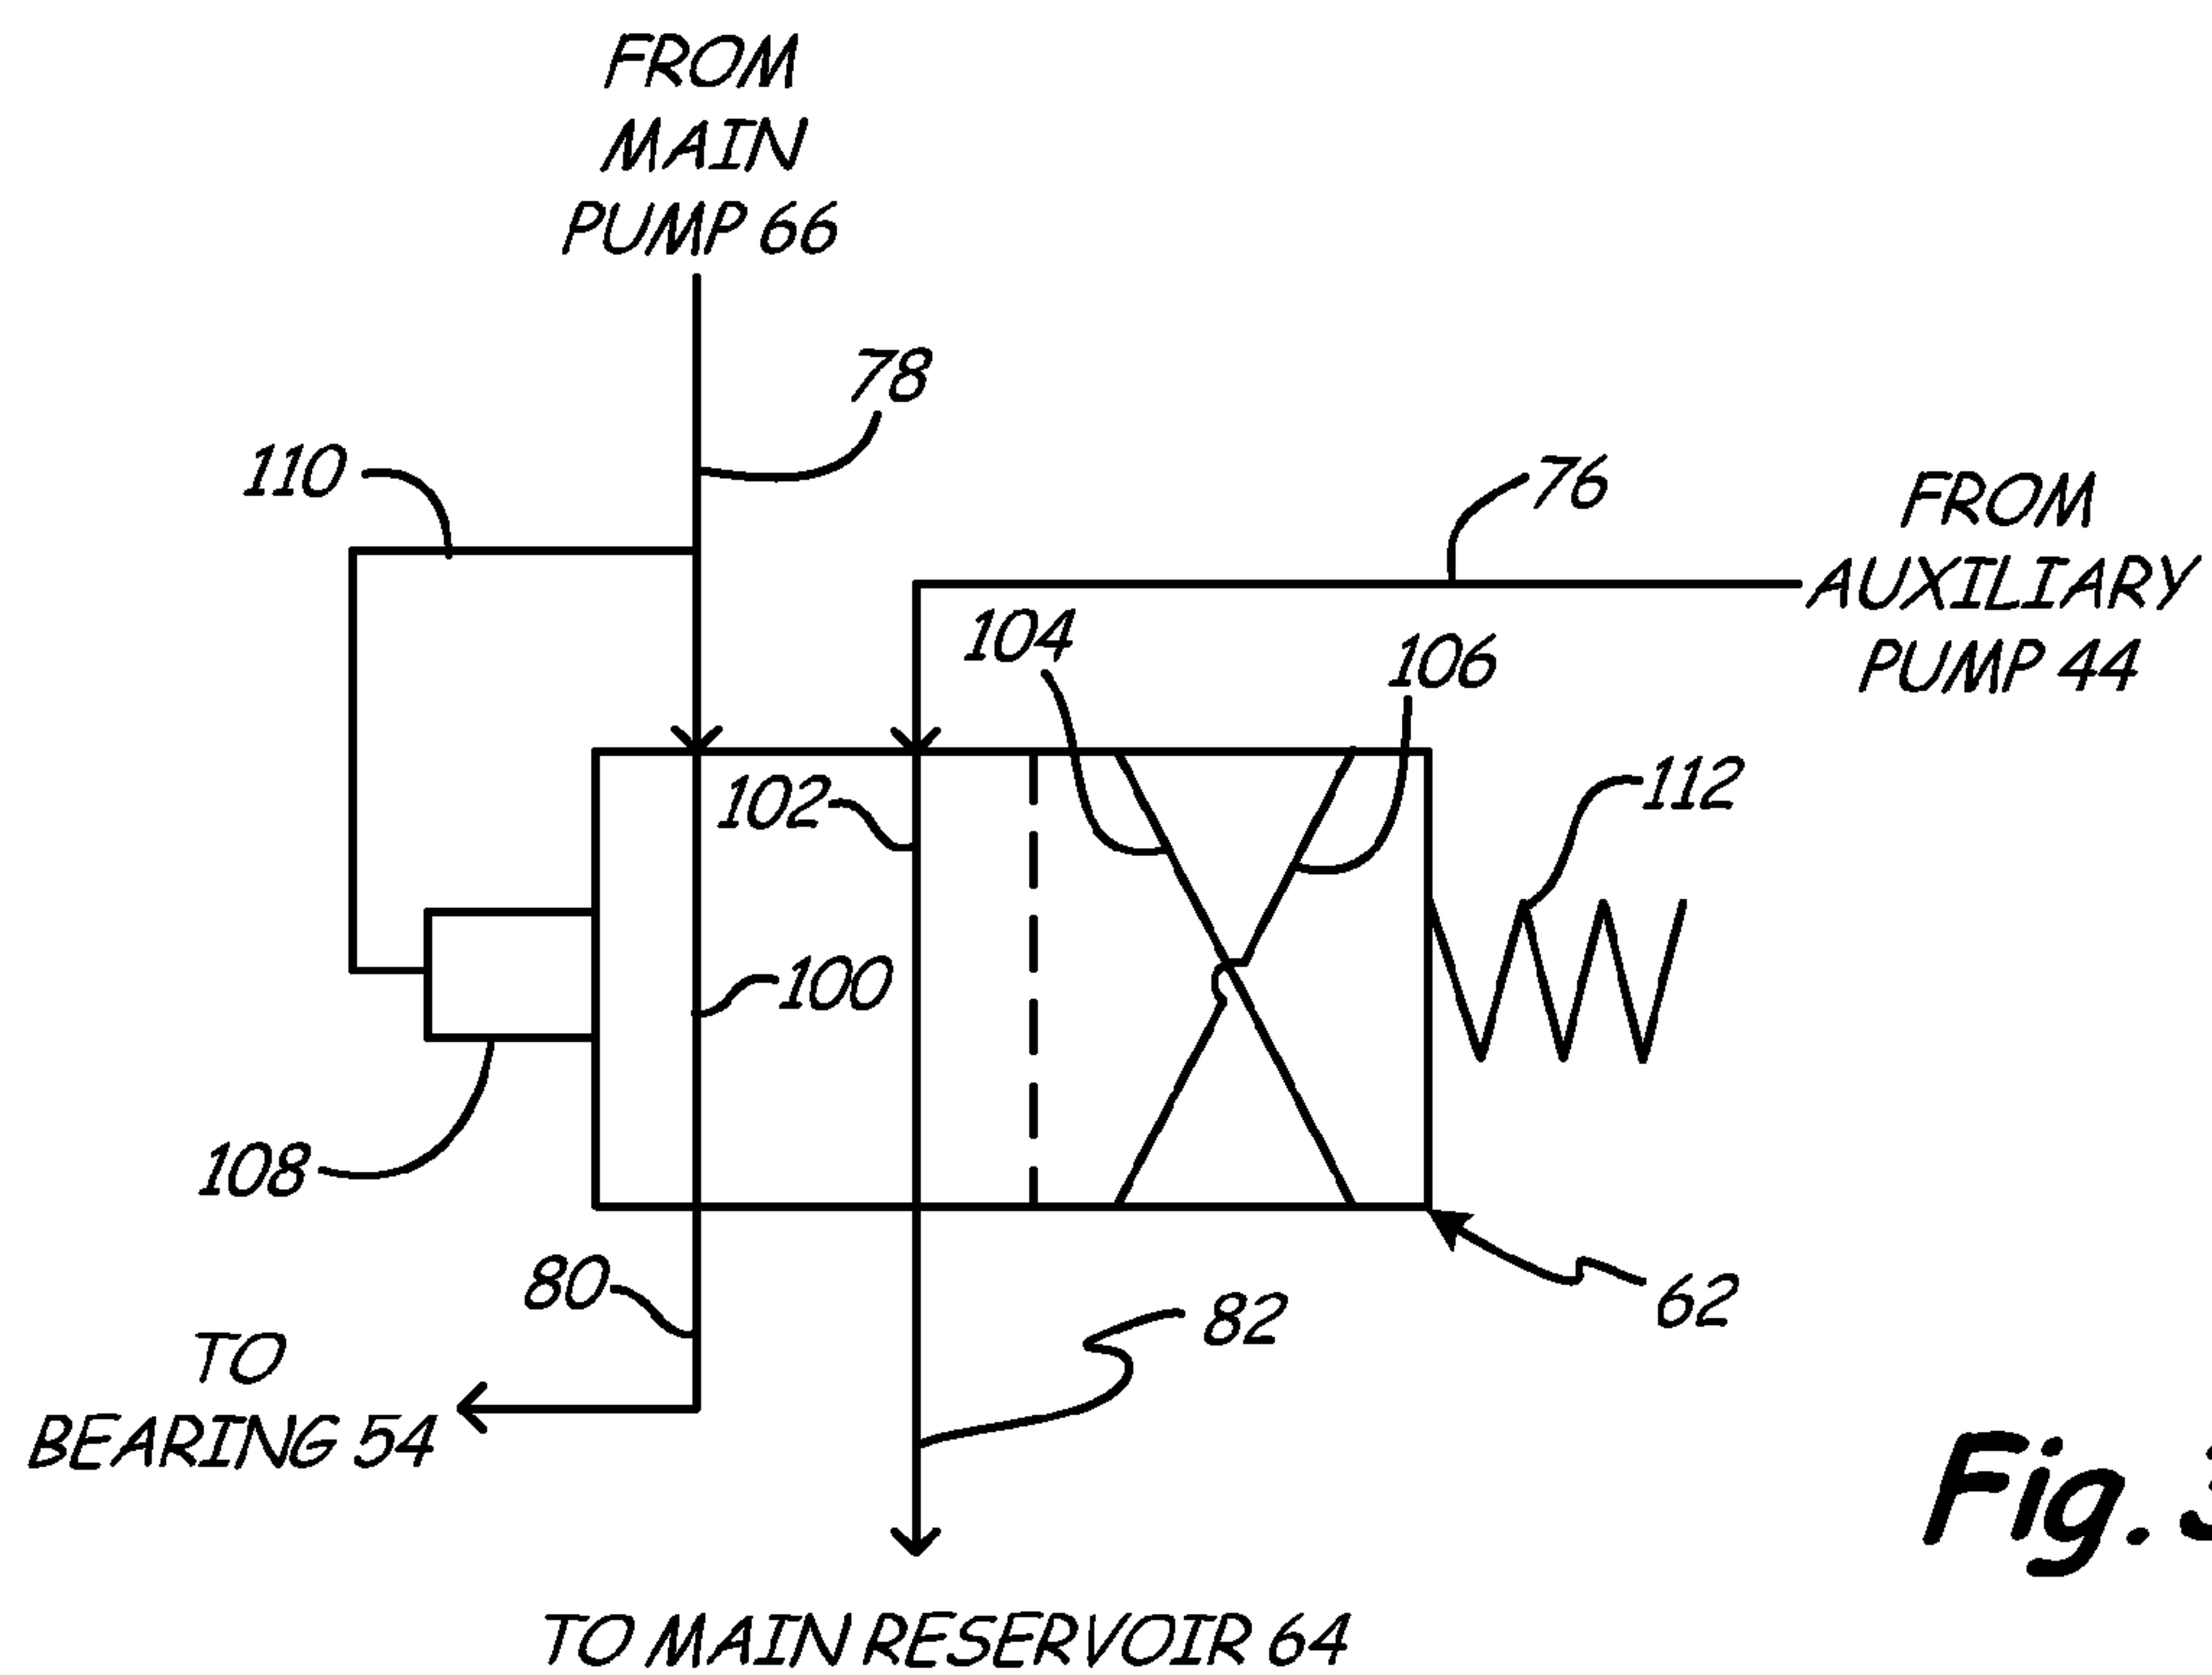 FROM
MAIN
PUMP 66
78
110
76
FROM
AUXILIARY
PUMP 44
104
106
112
102
100
108
80
82
62
TO
BEARING 54
Fig. 3
TO MAIN RESERVOIR 64